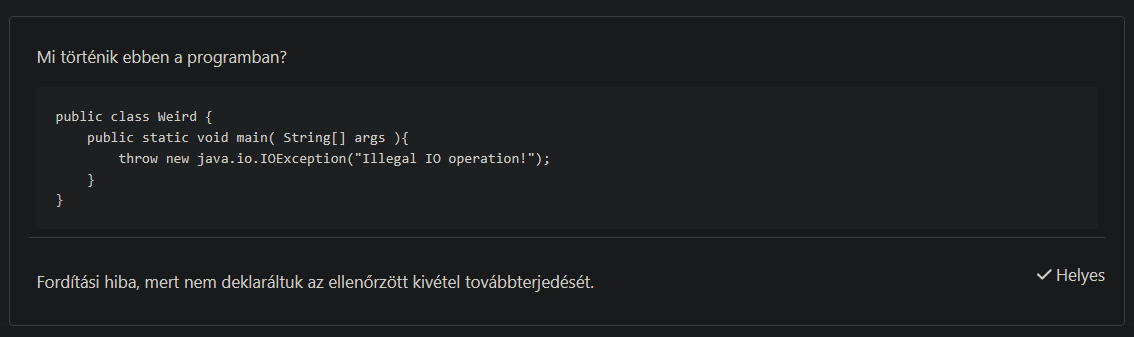 Mi történik ebben a programban?
public class Weird {
    public static void main( String[] args ){
        throw new java.io.IOException("Illegal IO operation!");
    }
}
Fordítási hiba, mert nem deklaráltuk az ellenőrzött kivétel továbbterjedését.
✓ Helyes